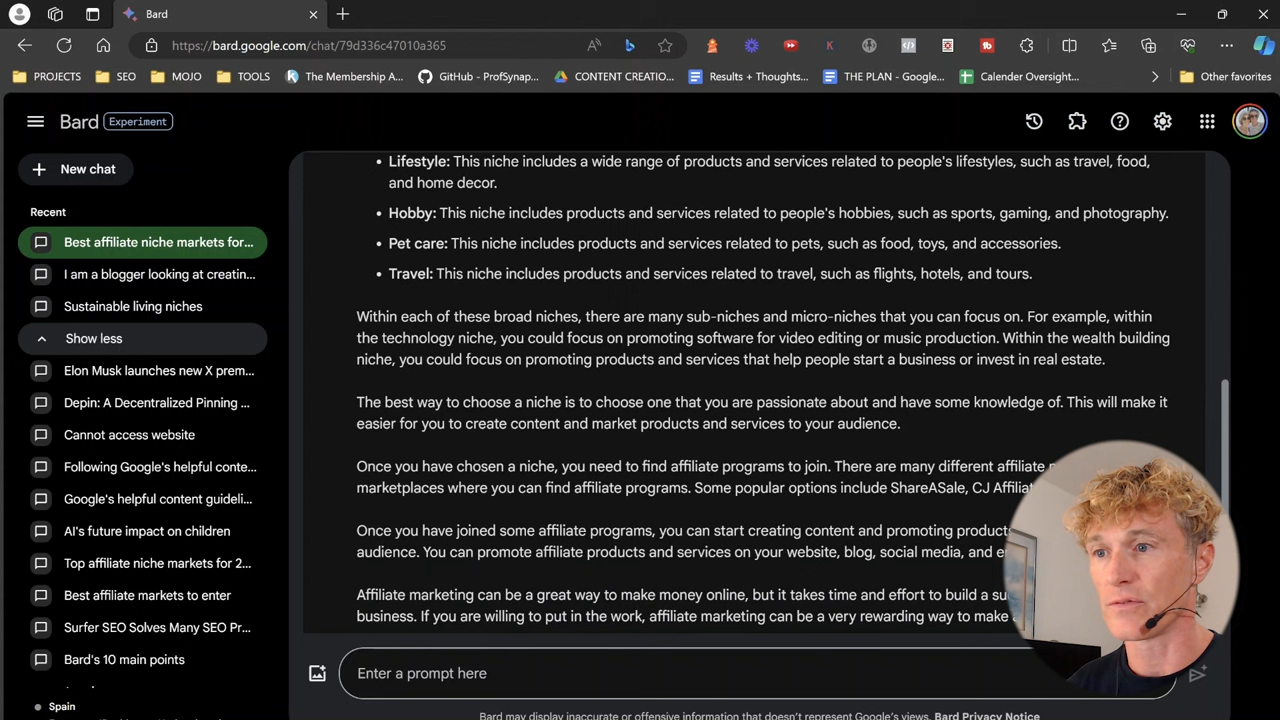 Bard
https://bard.google.com/chat/79d336c47010a365
PROJECTS
SEO
MOJO
TOOLS
The Membership A...
GitHub - ProfSynap...
CONTENT CREATIO...
Results + Thoughts...
THE PLAN - Google...
Calender Oversight...
Other favorites
Bard Experiment
New chat
Recent
Best affiliate niche markets for...
I am a blogger looking at creatin...
Sustainable living niches
Show less
Elon Musk launches new X prem...
Depin: A Decentralized Pinning ...
Cannot access website
Following Google's helpful conte...
Google's helpful content guideli...
AI's future impact on children
Top affiliate niche markets for 2...
Best affiliate markets to enter
Surfer SEO Solves Many SEO Pr...
Bard's 10 main points
Spain
• Lifestyle: This niche includes a wide range of products and services related to people's lifestyles, such as travel, food,
and home decor.
• Hobby: This niche includes products and services related to people's hobbies, such as sports, gaming, and photography.
• Pet care: This niche includes products and services related to pets, such as food, toys, and accessories.
• Travel: This niche includes products and services related to travel, such as flights, hotels, and tours.
Within each of these broad niches, there are many sub-niches and micro-niches that you can focus on. For example, within
the technology niche, you could focus on promoting software for video editing or music production. Within the wealth building
niche, you could focus on promoting products and services that help people start a business or invest in real estate.
The best way to choose a niche is to choose one that you are passionate about and have some knowledge of. This will make it
easier for you to create content and market products and services to your audience.
Once you have chosen a niche, you need to find affiliate programs to join. There are many different affiliate
marketplaces where you can find affiliate programs. Some popular options include ShareASale, CJ Affiliat
Once you have joined some affiliate programs, you can start creating content and promoting product
audience. You can promote affiliate products and services on your website, blog, social media, and e
Affiliate marketing can be a great way to make money online, but it takes time and effort to build a su
business. If you are willing to put in the work, affiliate marketing can be a very rewarding way to make
Enter a prompt here
Bard may display inaccurate or offensive information that doesn't represent Google's views. Bard Privacy Notice